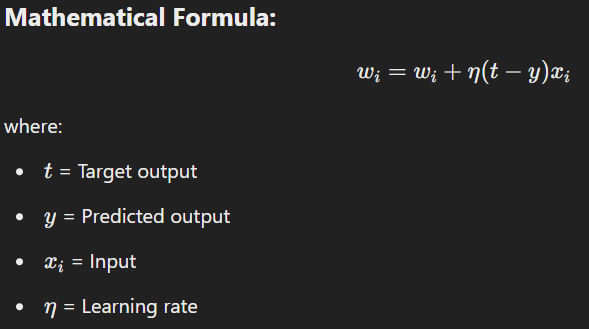 Mathematical Formula:
wᵢ = wᵢ + η(t − y)xᵢ
where:
• t = Target output
• y = Predicted output
• xᵢ = Input
• η = Learning rate